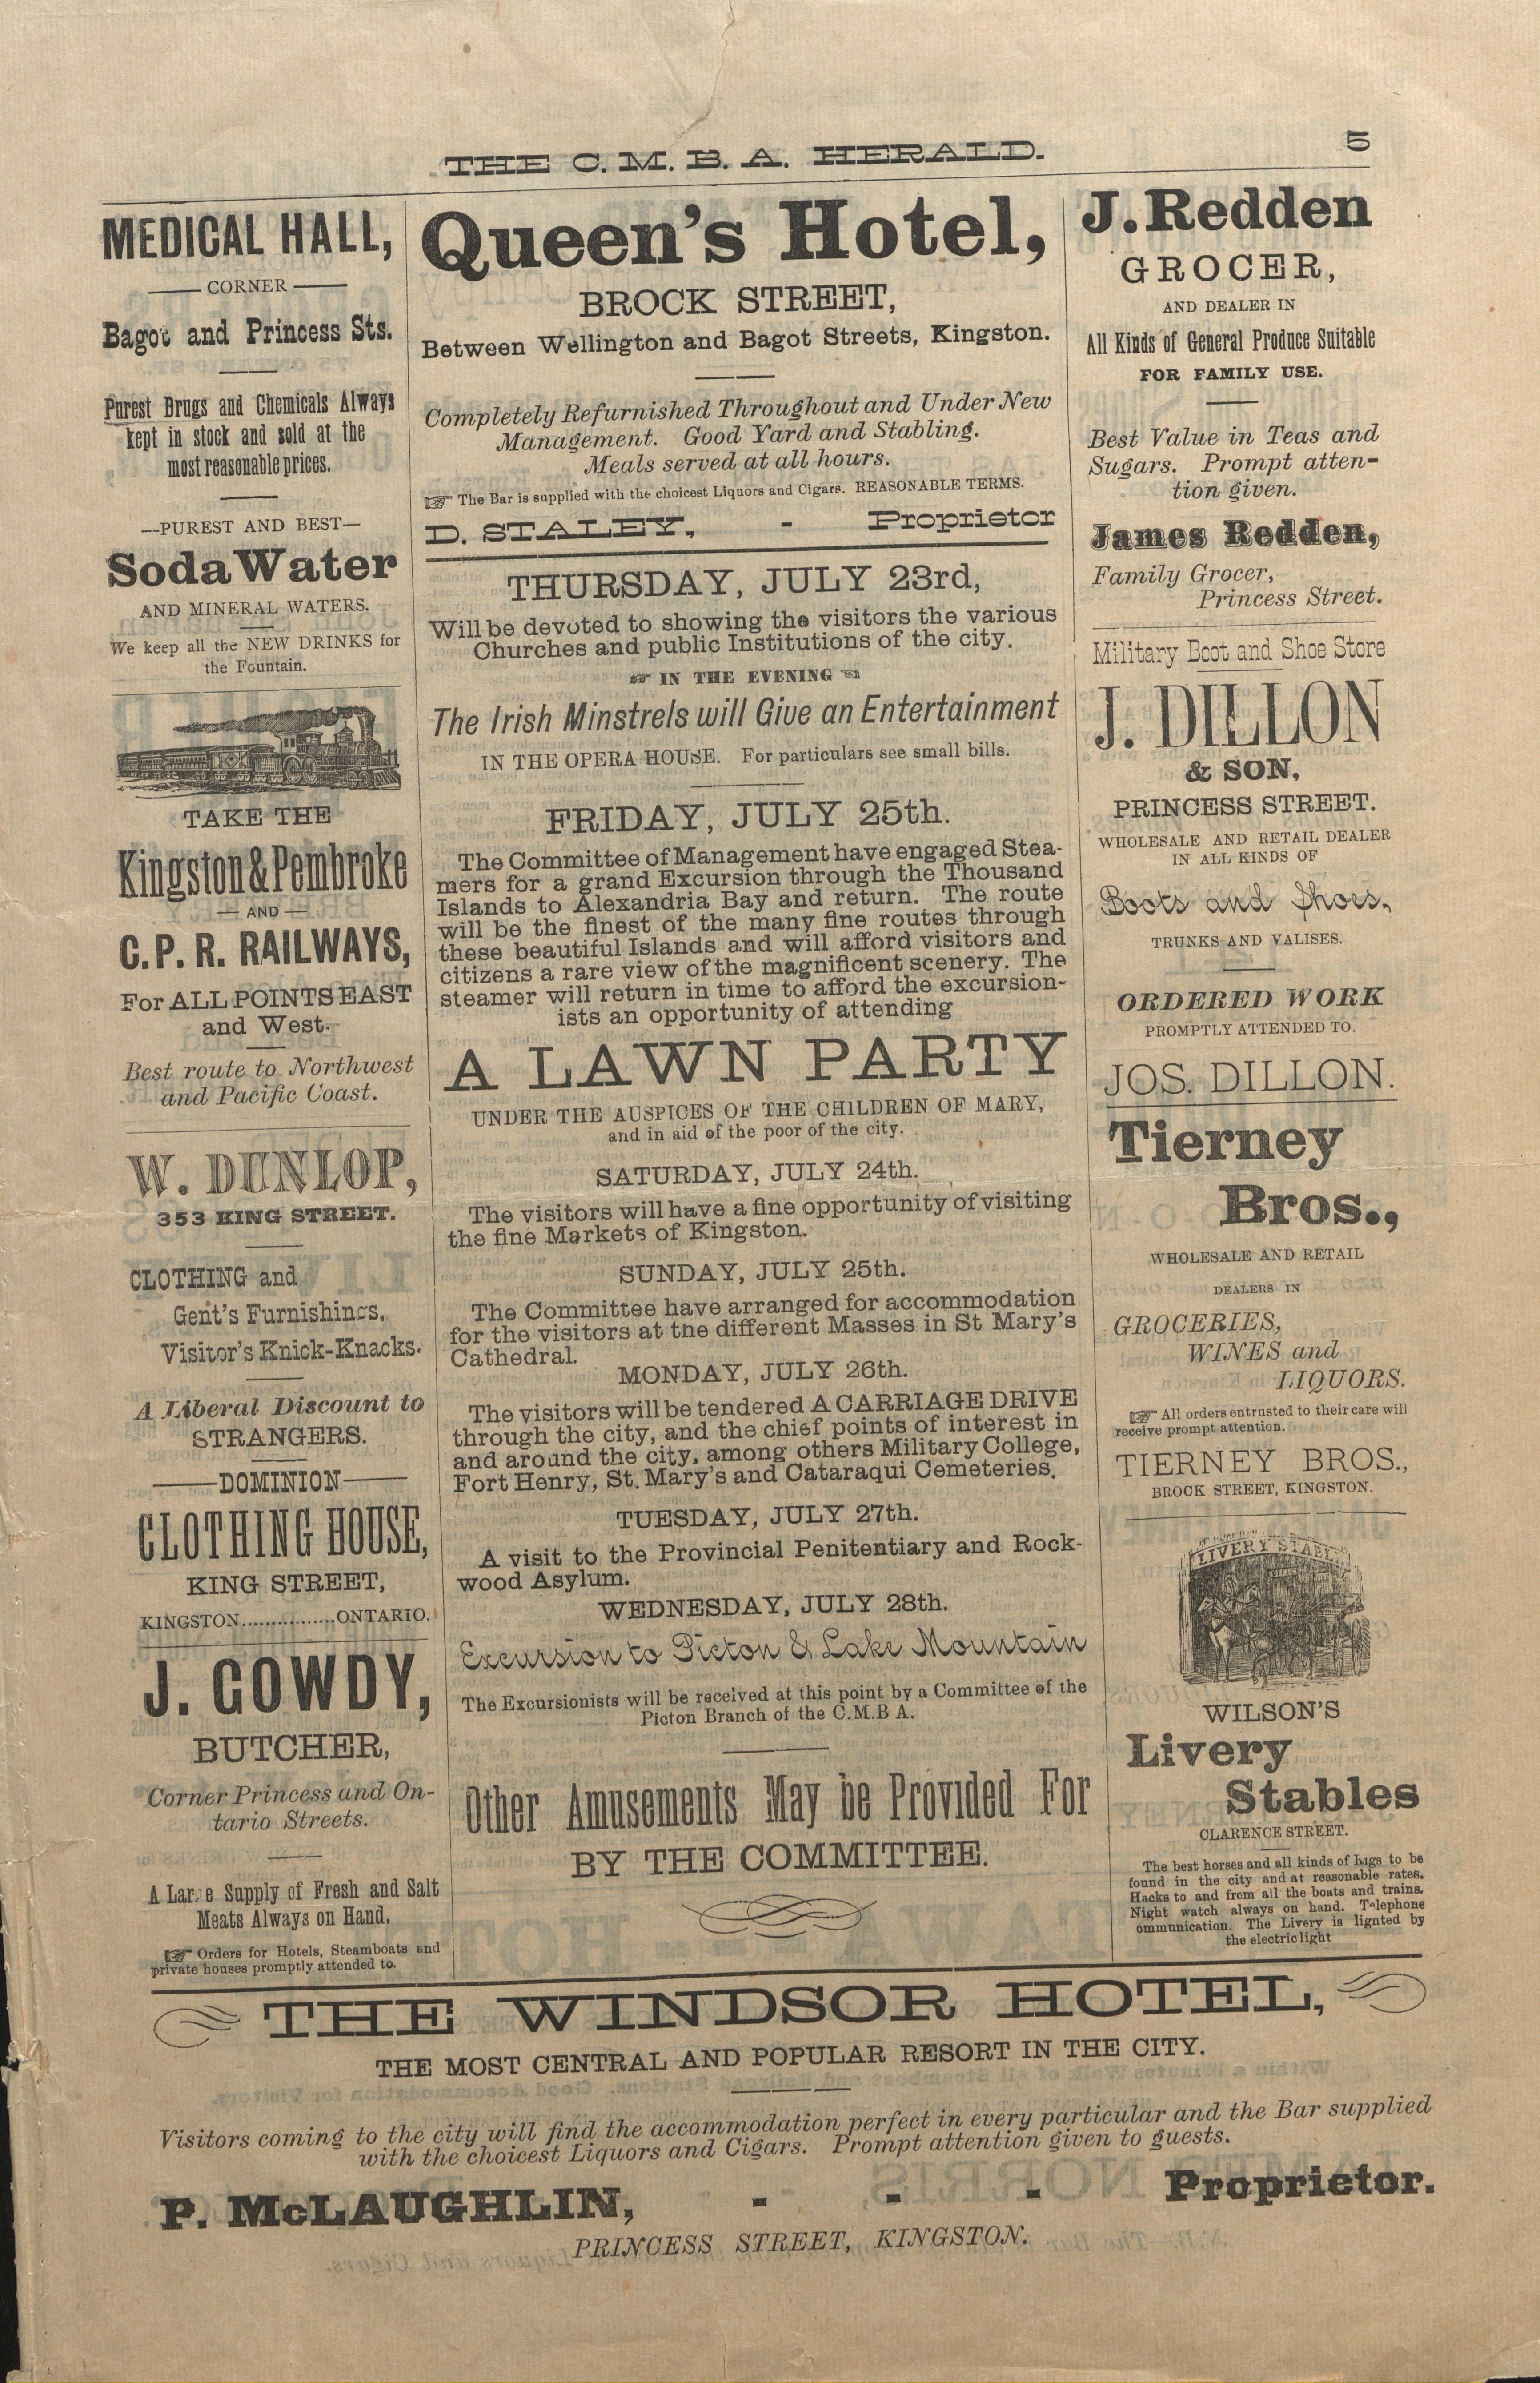 THE C. M. B. A. HERALD.
5
MEDICAL HALL,
CORNER
Bagot and Princess Sts.
Purest Drugs and Chemicals Always
kept in stock and sold at the
most reasonable prices.
—PUREST AND BEST—
Soda Water
AND MINERAL WATERS.
We keep all the NEW DRINKS for
the Fountain.
TAKE THE
Kingston & Pembroke
— AND —
C. P. R. RAILWAYS,
For ALL POINTS EAST
and West.
Best route to Northwest
and Pacific Coast.
W. DUNLOP,
353 KING STREET.
CLOTHING and
Gent's Furnishings,
Visitor's Knick-Knacks.
A Liberal Discount to
STRANGERS.
DOMINION
CLOTHING HOUSE,
KING STREET,
KINGSTON................ONTARIO.
J. GOWDY,
BUTCHER,
Corner Princess and On-
tario Streets.
A Large Supply of Fresh and Salt
Meats Always on Hand.
☞ Orders for Hotels, Steamboats and
private houses promptly attended to.
Queen's Hotel,
BROCK STREET,
Between Wellington and Bagot Streets, Kingston.
Completely Refurnished Throughout and Under New
Management. Good Yard and Stabling.
Meals served at all hours.
☞ The Bar is supplied with the choicest Liquors and Cigars. REASONABLE TERMS.
D. STALEY, - Proprietor
THURSDAY, JULY 23rd,
Will be devoted to showing the visitors the various
Churches and public Institutions of the city.
☞ IN THE EVENING ☜
The Irish Minstrels will Give an Entertainment
IN THE OPERA HOUSE. For particulars see small bills.
FRIDAY, JULY 25th.
The Committee of Management have engaged Stea-
mers for a grand Excursion through the Thousand
Islands to Alexandria Bay and return. The route
will be the finest of the many fine routes through
these beautiful Islands and will afford visitors and
citizens a rare view of the magnificent scenery. The
steamer will return in time to afford the excursion-
ists an opportunity of attending
A LAWN PARTY
UNDER THE AUSPICES OF THE CHILDREN OF MARY,
and in aid of the poor of the city.
SATURDAY, JULY 24th.
The visitors will have a fine opportunity of visiting
the fine Markets of Kingston.
SUNDAY, JULY 25th.
The Committee have arranged for accommodation
for the visitors at the different Masses in St Mary's
Cathedral.
MONDAY, JULY 26th.
The visitors will be tendered A CARRIAGE DRIVE
through the city, and the chief points of interest in
and around the city, among others Military College,
Fort Henry, St. Mary's and Cataraqui Cemeteries.
TUESDAY, JULY 27th.
A visit to the Provincial Penitentiary and Rock-
wood Asylum.
WEDNESDAY, JULY 28th.
Excursion to Picton & Lake Mountain
The Excursionists will be received at this point by a Committee of the
Picton Branch of the C.M.B A.
Other Amusements May be Provided For
BY THE COMMITTEE.
J. Redden
GROCER,
AND DEALER IN
All Kinds of General Produce Suitable
FOR FAMILY USE.
Best Value in Teas and
Sugars. Prompt atten-
tion given.
James Redden,
Family Grocer,
Princess Street.
Military Boot and Shoe Store
J. DILLON
& SON,
PRINCESS STREET.
WHOLESALE AND RETAIL DEALER
IN ALL KINDS OF
Boots and Shoes,
TRUNKS AND VALISES.
ORDERED WORK
PROMPTLY ATTENDED TO.
JOS. DILLON.
Tierney
Bros.,
WHOLESALE AND RETAIL
DEALERS IN
GROCERIES,
WINES and
LIQUORS.
☞ All orders entrusted to their care will
receive prompt attention.
TIERNEY BROS.,
BROCK STREET, KINGSTON.
LIVERY STABLE
WILSON'S
Livery
Stables
CLARENCE STREET.
The best horses and all kinds of Rigs to be
found in the city and at reasonable rates.
Hacks to and from all the boats and trains.
Night watch always on hand. Telephone
ommunication. The Livery is lighted by
the electric light
THE WINDSOR HOTEL,
THE MOST CENTRAL AND POPULAR RESORT IN THE CITY.
Visitors coming to the city will find the accommodation perfect in every particular and the Bar supplied
with the choicest Liquors and Cigars. Prompt attention given to guests.
P. McLAUGHLIN, - - - Proprietor.
PRINCESS STREET, KINGSTON.